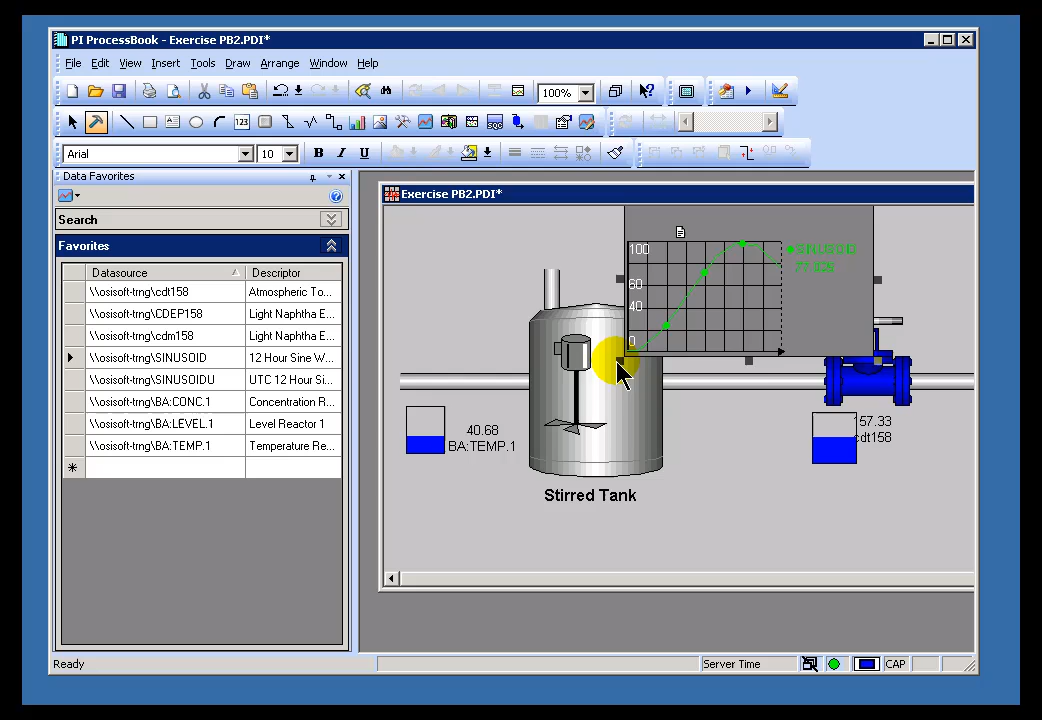 PI ProcessBook - Exercise PB2.PDI*
File Edit View Insert Tools Draw Arrange Window Help
100%
123
SQC
Arial 10 B I U
Data Favorites
Exercise PB2.PDI*
Search
Favorites
Datasource Descriptor
\\osisoft-trng\cdt158 Atmospheric To...
\\osisoft-trng\CDEP158 Light Naphtha E...
\\osisoft-trng\cdm158 Light Naphtha E...
\\osisoft-trng\SINUSOID 12 Hour Sine W...
\\osisoft-trng\SINUSOIDU UTC 12 Hour Si...
\\osisoft-trng\BA:CONC.1 Concentration R...
\\osisoft-trng\BA:LEVEL.1 Level Reactor 1
\\osisoft-trng\BA:TEMP.1 Temperature Re...
100
60
40
0
SINUSOID
40.68
BA:TEMP.1
157.33
cdt158
Stirred Tank
Ready Server Time CAP